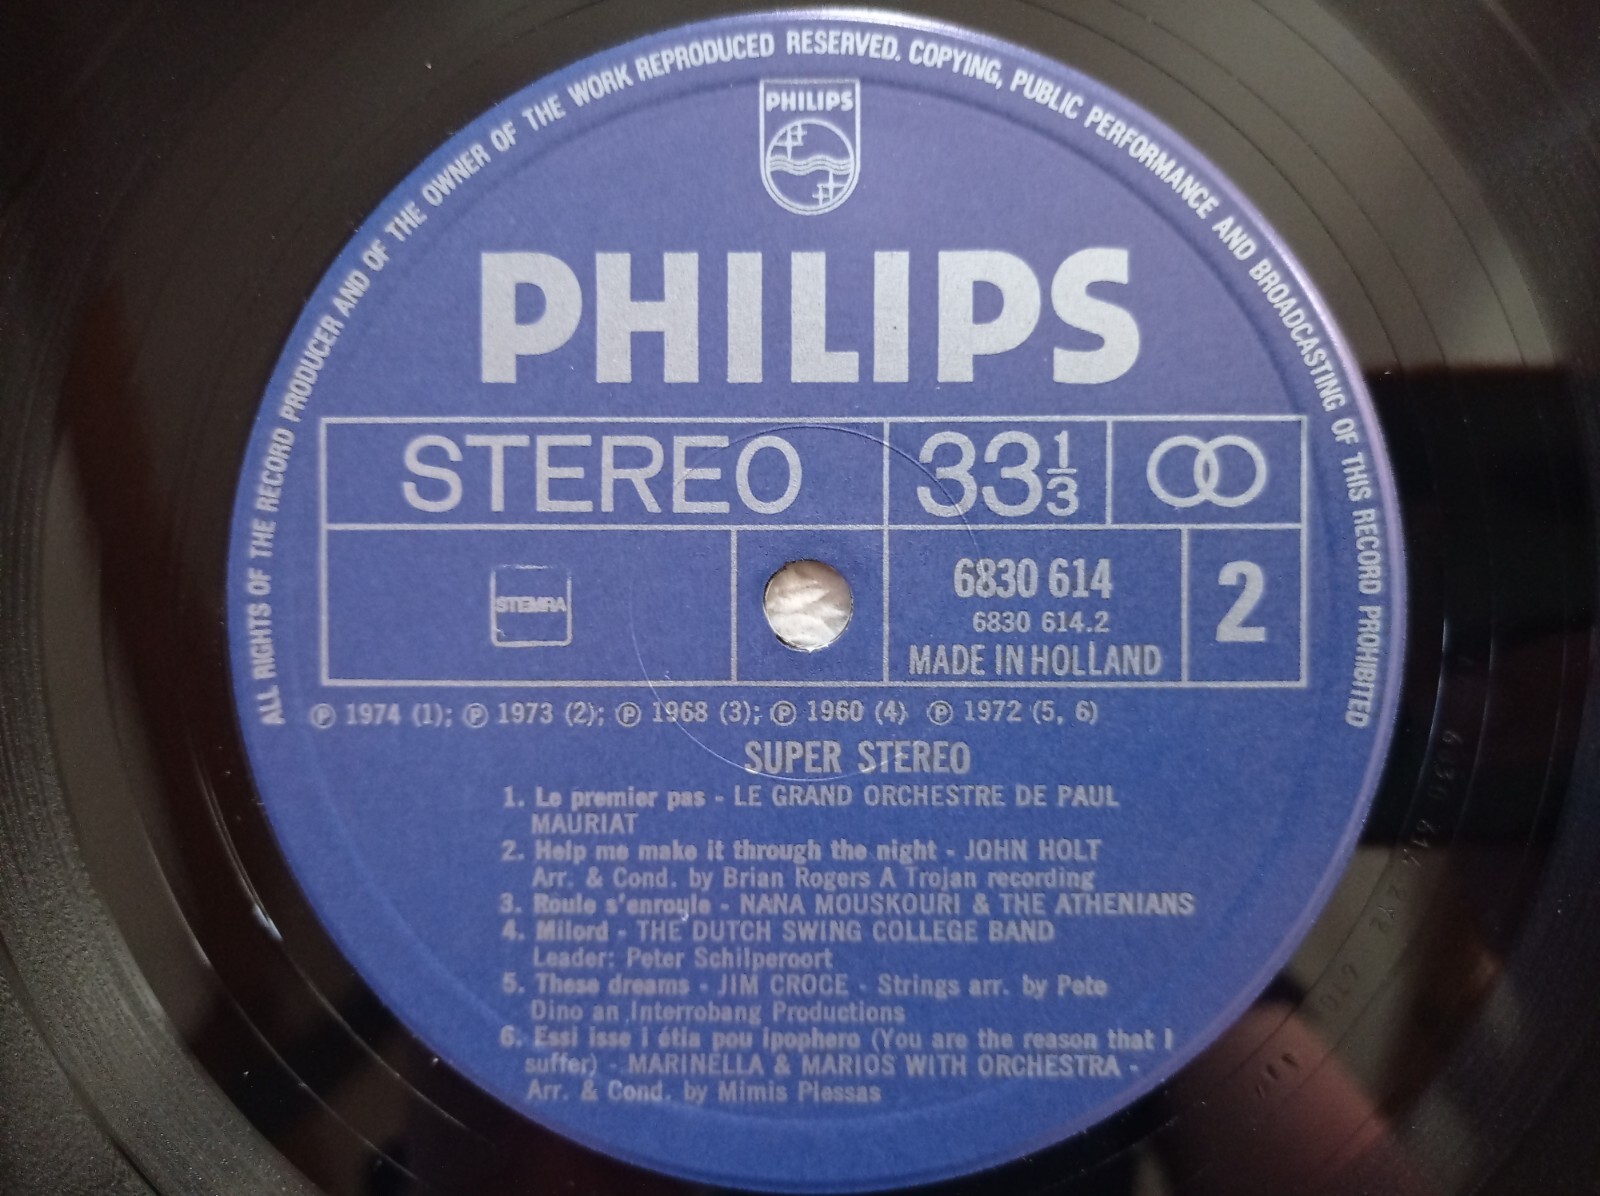 ALL RIGHTS OF THE RECORD PRODUCER AND OF THE OWNER OF THE WORK REPRODUCED RESERVED. COPYING, PUBLIC PERFORMANCE AND BROADCASTING OF THIS RECORD PROHIBITED
PHILIPS
PHILIPS
STEREO
33 1/3
STEMRA
6830 614
6830 614.2
MADE IN HOLLAND
2
Ⓟ 1974 (1); Ⓟ 1973 (2); Ⓟ 1968 (3); Ⓟ 1960 (4) Ⓟ 1972 (5, 6)
SUPER STEREO
1. Le premier pas - LE GRAND ORCHESTRE DE PAUL
MAURIAT
2. Help me make it through the night - JOHN HOLT
Arr. & Cond. by Brian Rogers A Trojan recording
3. Roule s'enroule - NANA MOUSKOURI & THE ATHENIANS
4. Milord - THE DUTCH SWING COLLEGE BAND
Leader: Peter Schilperoort
5. These dreams - JIM CROCE - Strings arr. by Pete
Dino an Interrobang Productions
6. Essi isse i étia pou ipophero (You are the reason that I
suffer) - MARINELLA & MARIOS WITH ORCHESTRA -
Arr. & Cond. by Mimis Plessas